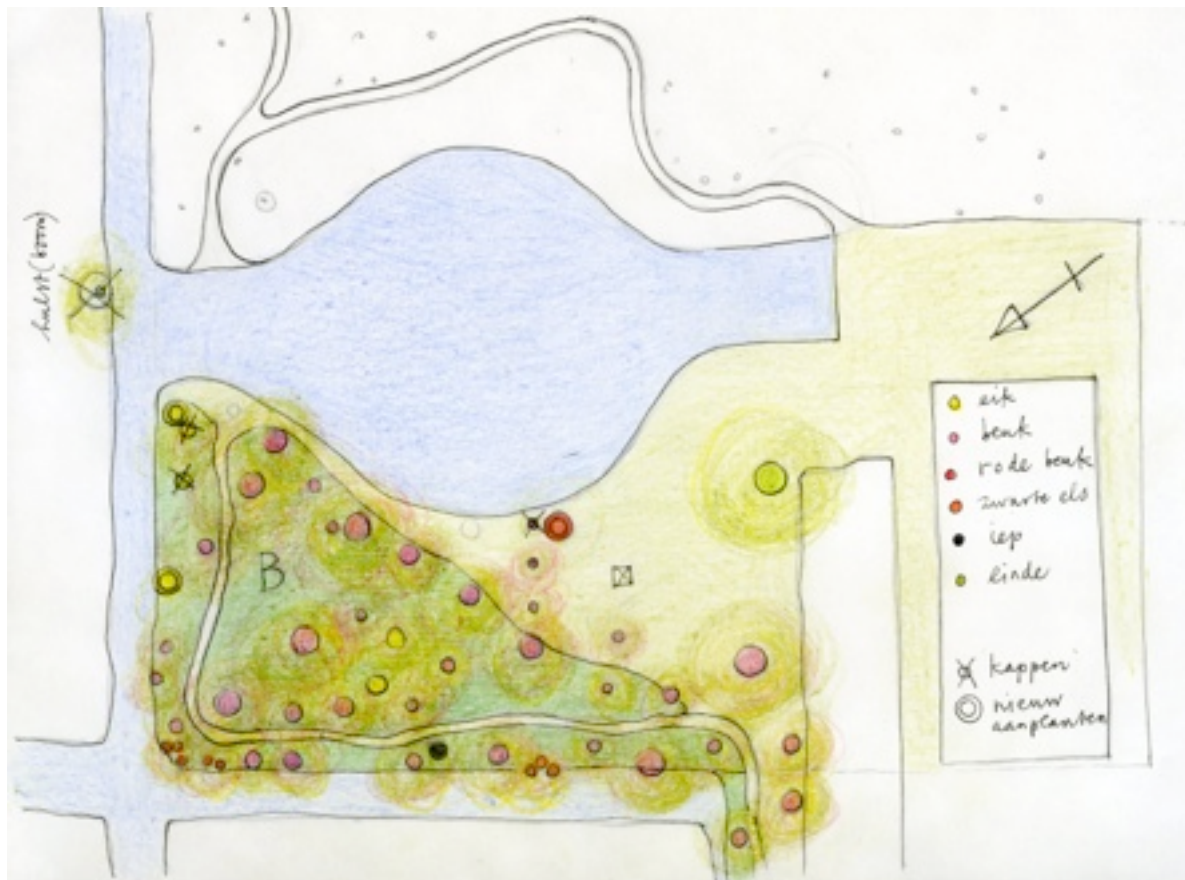 hulst (boom)
B
eik
beuk
rode beuk
zwarte els
iep
linde
kappen
nieuw
aanplanten